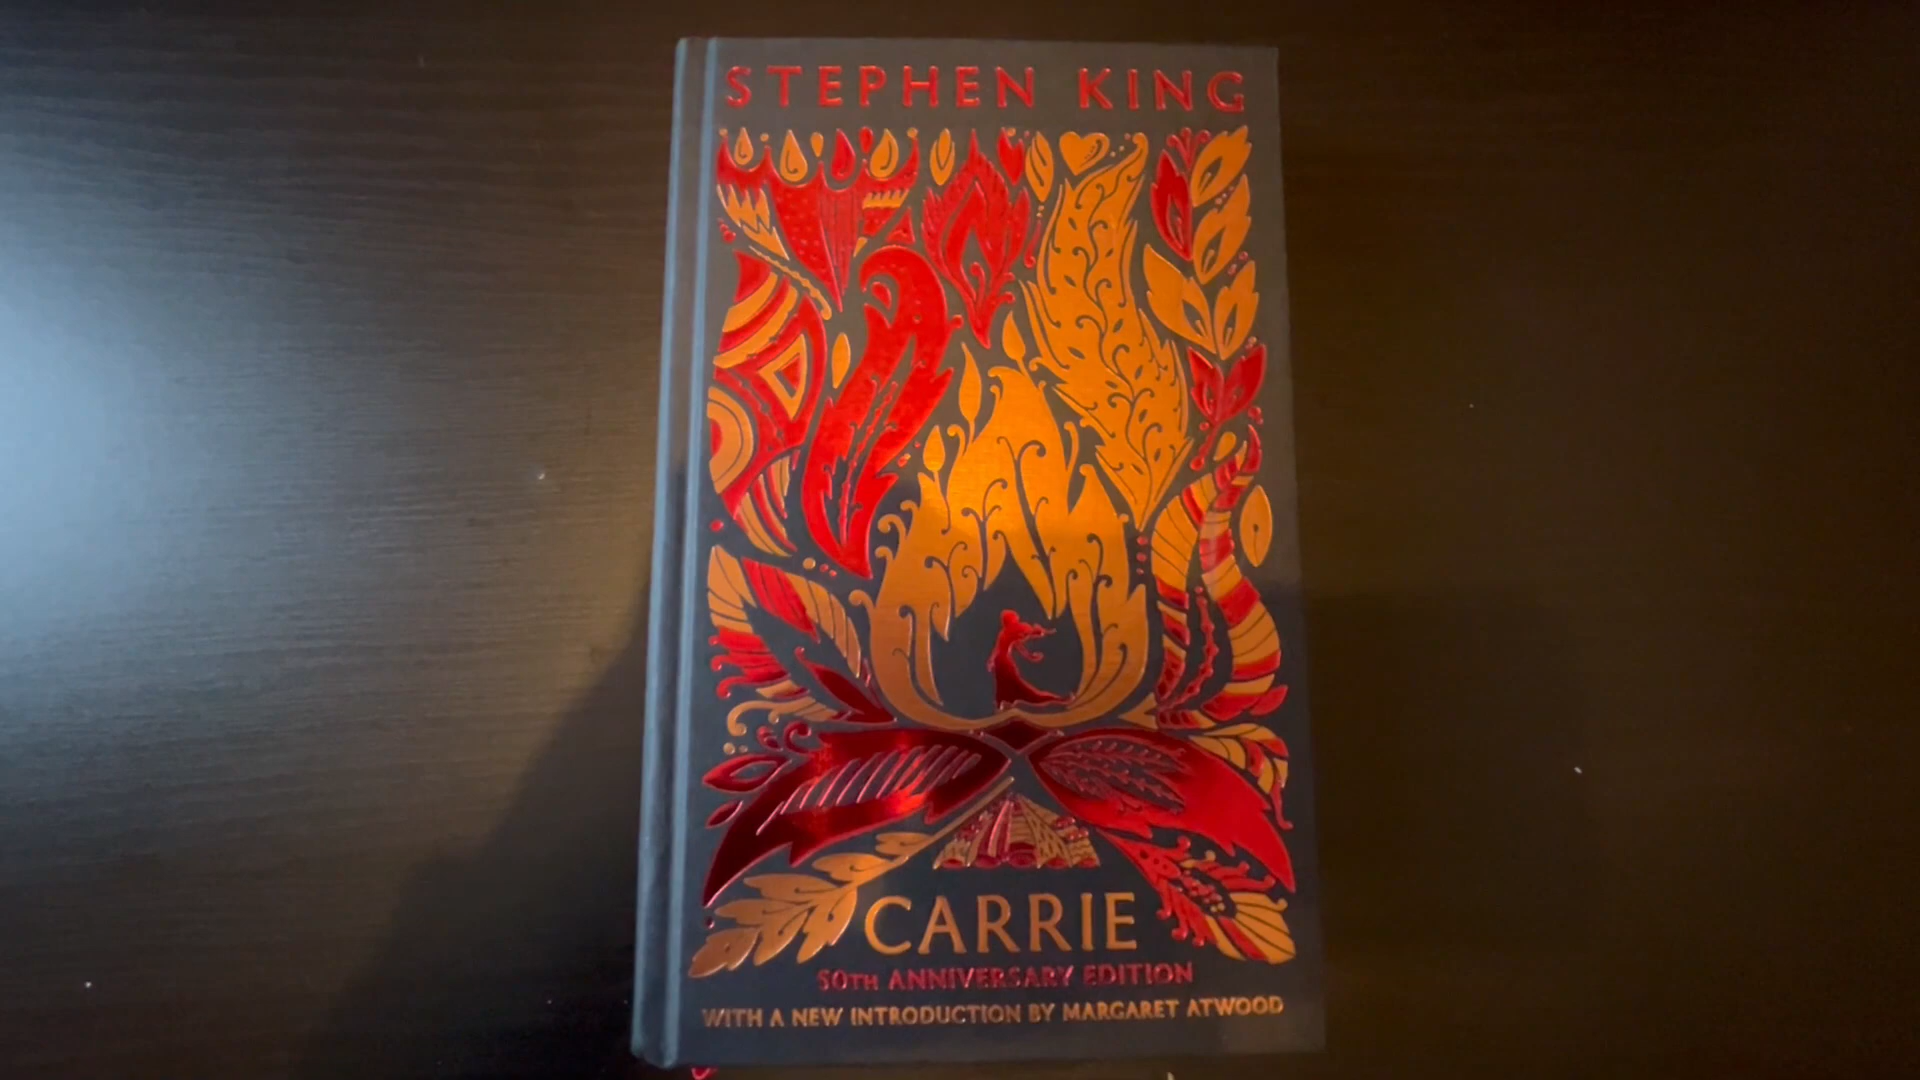 STEPHEN KING
CARRIE
50TH ANNIVERSARY EDITION
WITH A NEW INTRODUCTION BY MARGARET ATWOOD